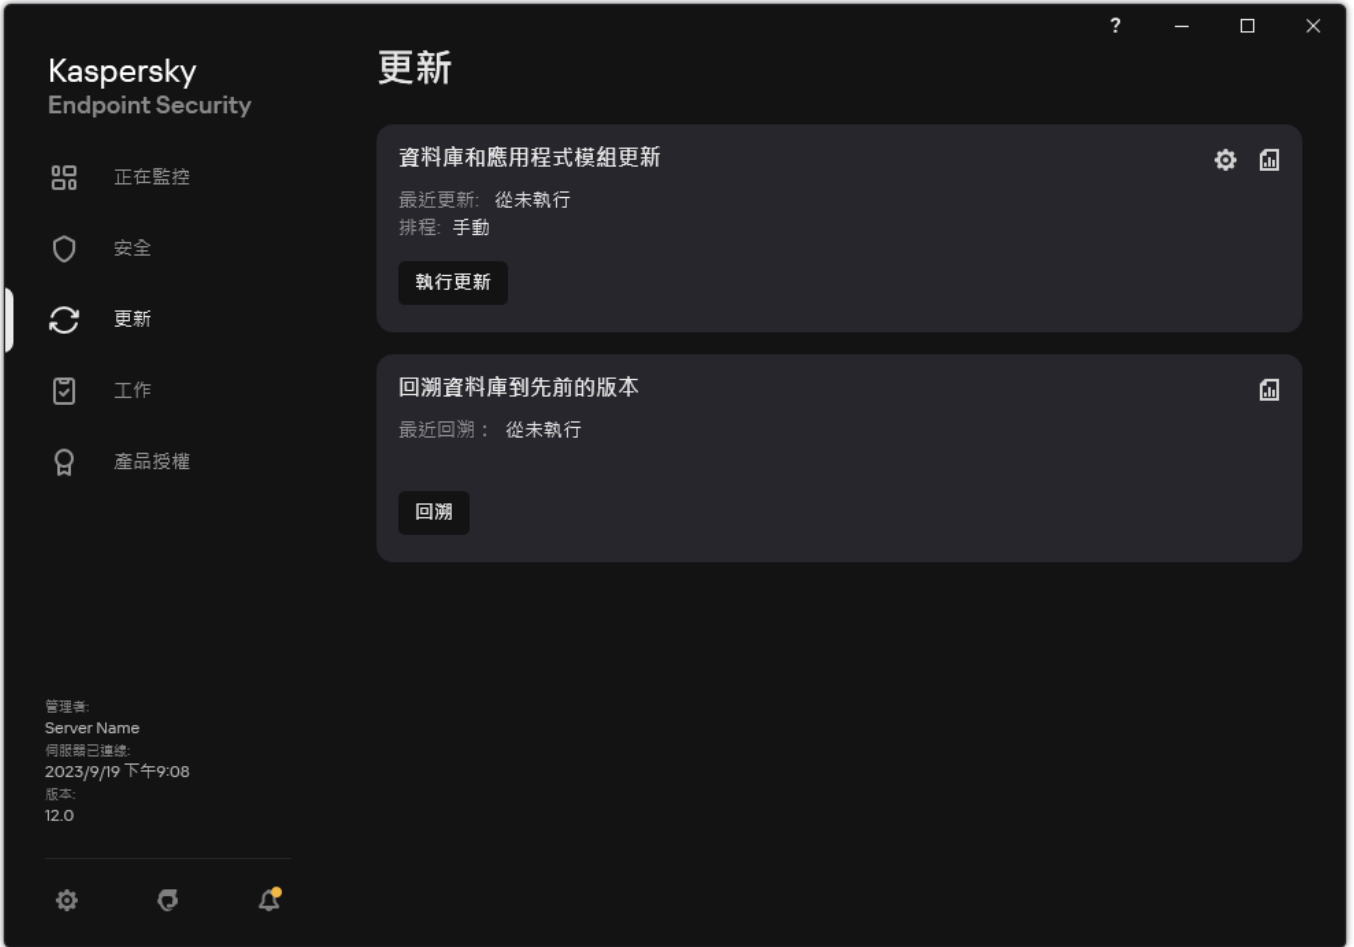 ?
Kaspersky
Endpoint Security
正在監控
安全
更新
工作
產品授權
管理者:
Server Name
伺服器已連線:
2023/9/19 下午9:08
版本:
12.0
更新
資料庫和應用程式模組更新
最近更新: 從未執行
排程: 手動
執行更新
回溯資料庫到先前的版本
最近回溯： 從未執行
回溯